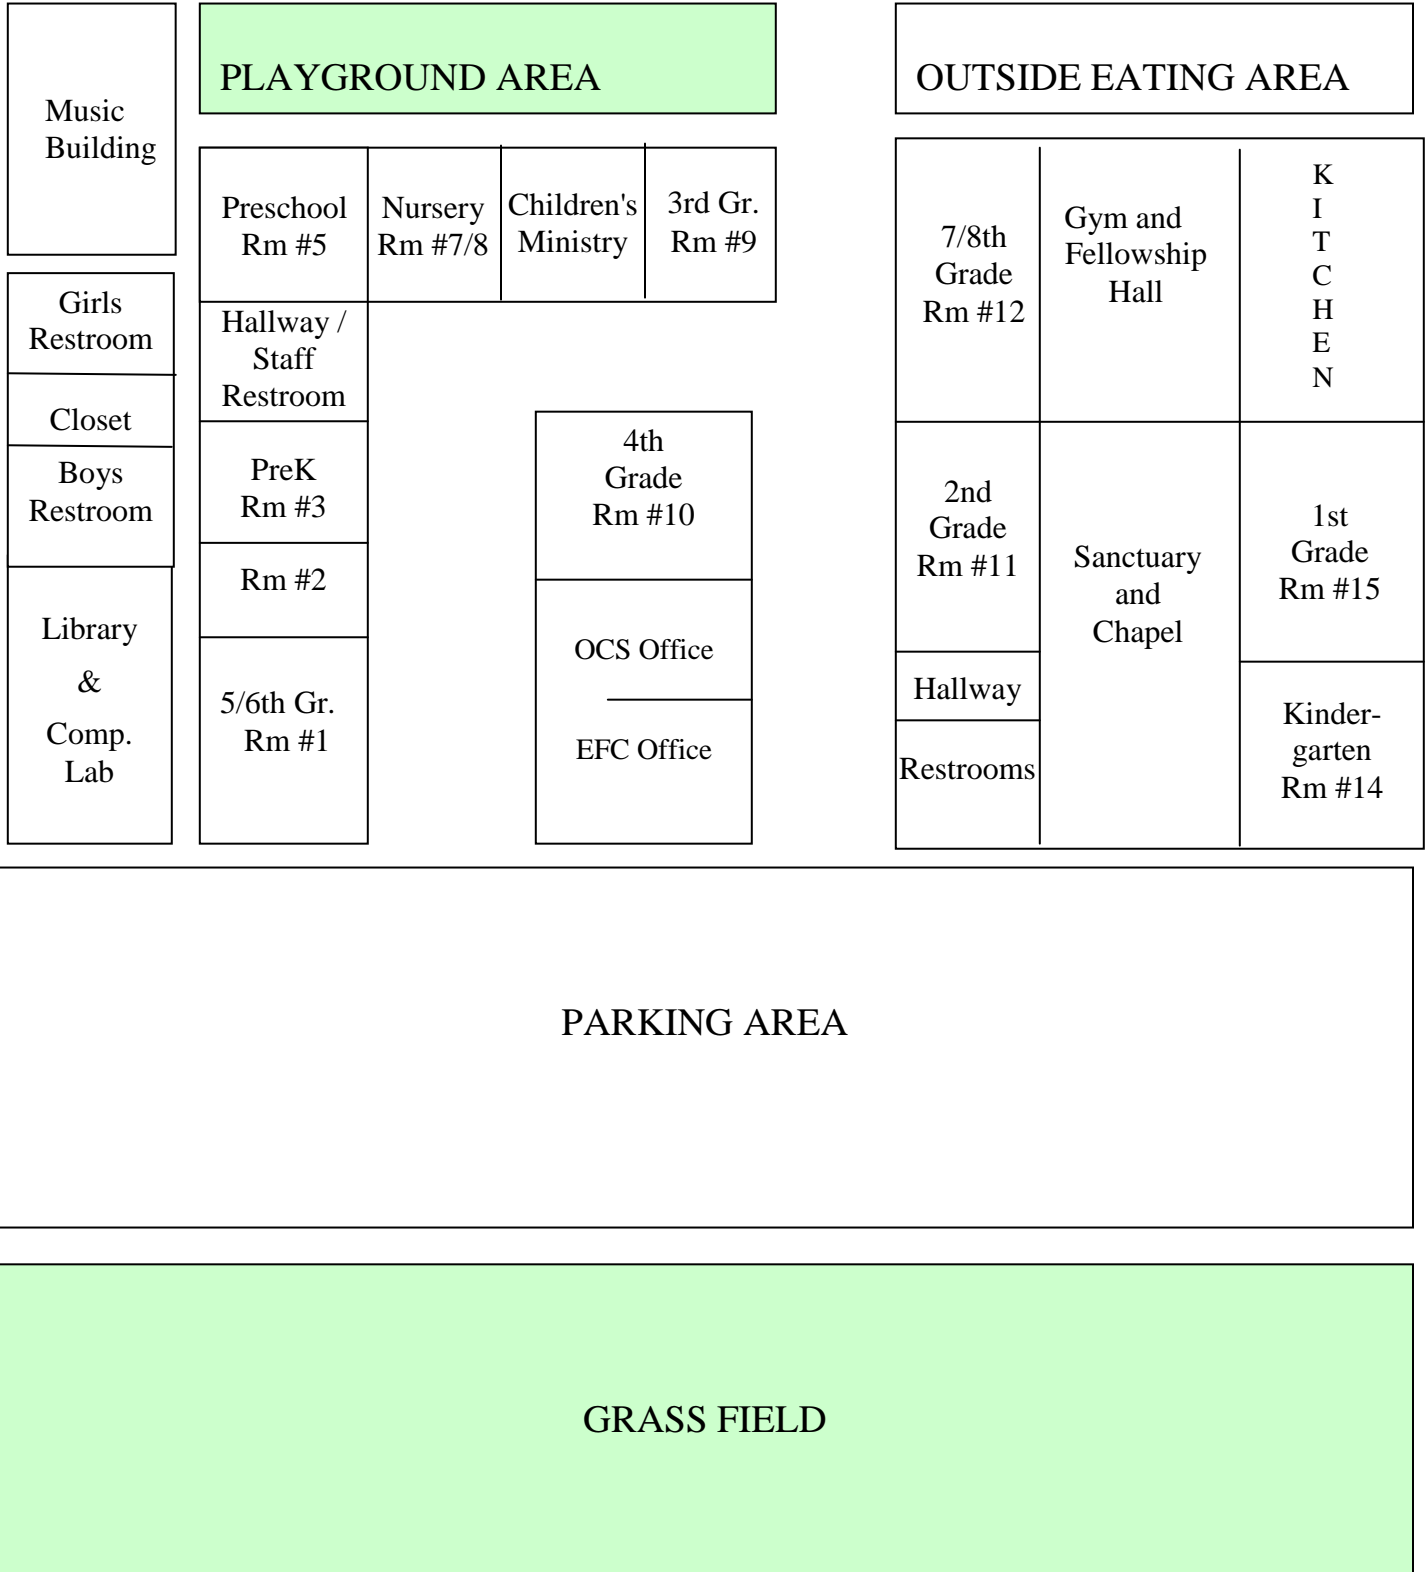 Music
Building
PLAYGROUND AREA
OUTSIDE EATING AREA
Preschool
Rm #5
Nursery
Rm #7/8
Children's
Ministry
3rd Gr.
Rm #9
7/8th
Grade
Rm #12
Gym and
Fellowship
Hall
K
I
T
C
H
E
N
Girls
Restroom
Closet
Boys
Restroom
Library
&
Comp.
Lab
Hallway /
Staff
Restroom
PreK
Rm #3
Rm #2
5/6th Gr.
Rm #1
4th
Grade
Rm #10
OCS Office
EFC Office
2nd
Grade
Rm #11
Hallway
Restrooms
Sanctuary
and
Chapel
1st
Grade
Rm #15
Kinder-
garten
Rm #14
PARKING AREA
GRASS FIELD